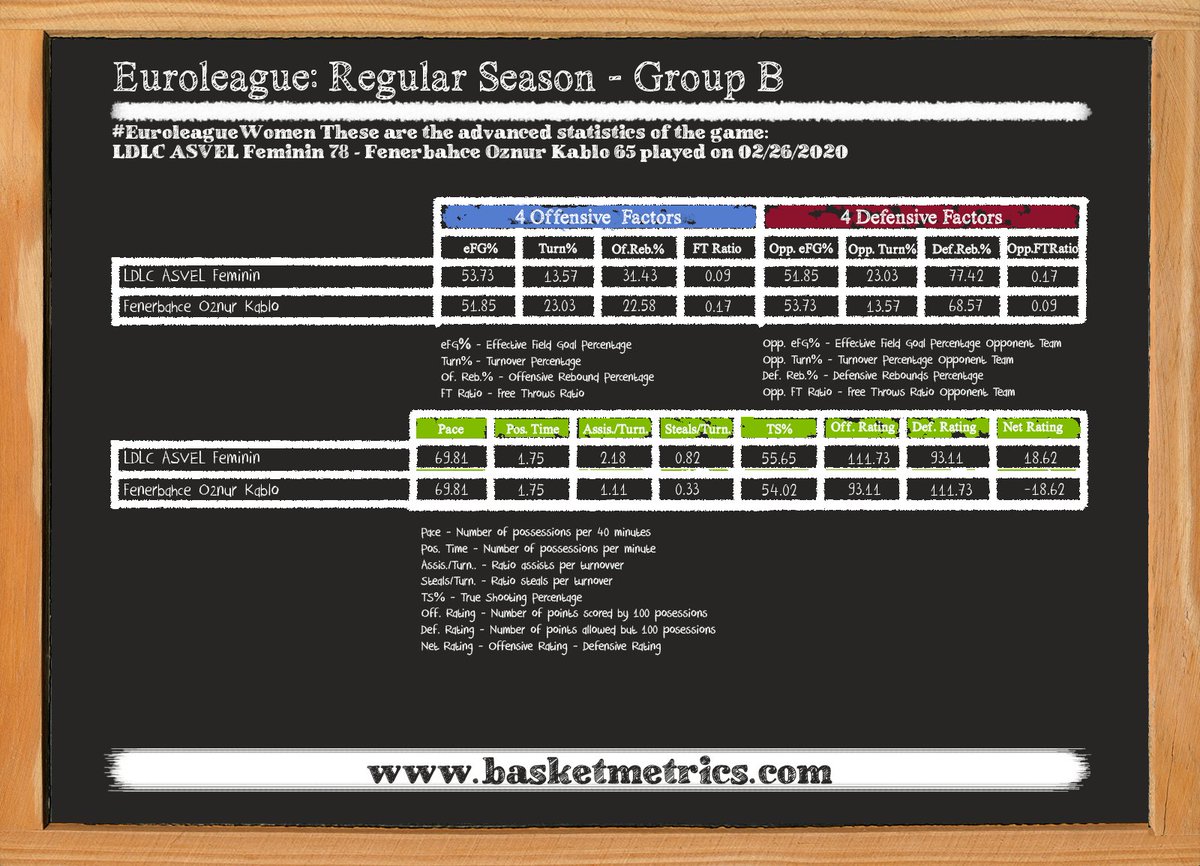 Euroleague: Regular Season - Group B
#EuroleagueWomen These are the advanced statistics of the game:
LDLC ASVEL Feminin 78 - Fenerbahce Oznur Kablo 65 played on 02/26/2020
4 Offensive Factors 4 Defensive Factors
eFG% Turn% Of.Reb.% FT Ratio Opp. eFG% Opp. Turn% Def.Reb.% Opp.FTRatio
LDLC ASVEL Feminin 53.73 13.57 31.43 0.09 51.85 23.03 77.42 0.17
Fenerbahce Oznur Kablo 51.85 23.03 22.58 0.17 53.73 13.57 68.57 0.09
eFG% - Effective Field Goal Percentage
Turn% - Turnover Percentage
Of. Reb.% - Offensive Rebound Percentage
FT Ratio - Free Throws Ratio
Opp. eFG% - Effective Field Goal Percentage Opponent Team
Opp. Turn% - Turnover Percentage Opponent Team
Def. Reb.% - Defensive Rebounds Percentage
Opp. FT Ratio - Free Throws Ratio Opponent Team
Pace Pos. Time Assis./Turn. Steals/Turn. TS% Off. Rating Def. Rating Net Rating
LDLC ASVEL Feminin 69.81 1.75 2.18 0.82 55.65 111.73 93.11 18.62
Fenerbahce Oznur Kablo 69.81 1.75 1.11 0.33 54.02 93.11 111.73 -18.62
Pace - Number of possessions per 40 minutes
Pos. Time - Number of possessions per minute
Assis./Turn.. - Ratio assists per turnovver
Steals/Turn. - Ratio steals per turnover
TS% - True Shooting Percentage
Off. Rating - Number of points scored by 100 posessions
Def. Rating - Number of points allowed but 100 posessions
Net Rating - Offensive Rating - Defensive Rating
www.basketmetrics.com